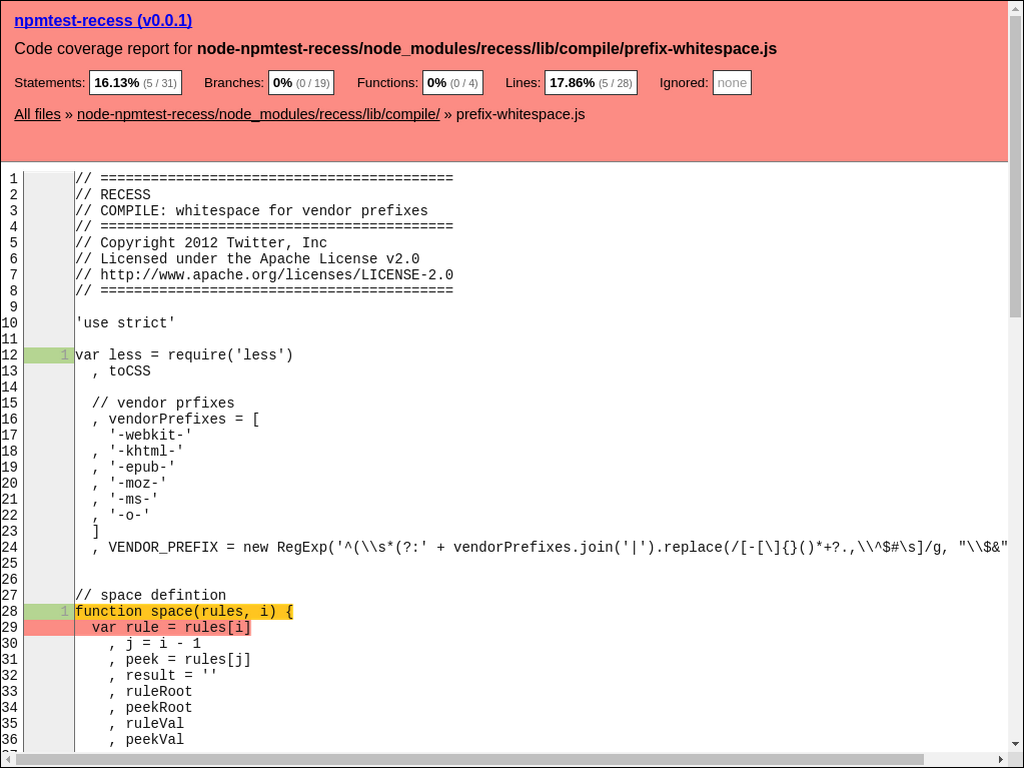 npmtest-recess (v0.0.1)
Code coverage report for node-npmtest-recess/node_modules/recess/lib/compile/prefix-whitespace.js
Statements: 16.13% (5 / 31) Branches: 0% (0 / 19) Functions: 0% (0 / 4) Lines: 17.86% (5 / 28) Ignored: none
All files » node-npmtest-recess/node_modules/recess/lib/compile/ » prefix-whitespace.js
1 // ==========================================
2 // RECESS
3 // COMPILE: whitespace for vendor prefixes
4 // ==========================================
5 // Copyright 2012 Twitter, Inc
6 // Licensed under the Apache License v2.0
7 // http://www.apache.org/licenses/LICENSE-2.0
8 // ==========================================
9
10 'use strict'
11
12 1 var less = require('less')
13   , toCSS
14
15   // vendor prfixes
16   , vendorPrefixes = [
17     '-webkit-'
18   , '-khtml-'
19   , '-epub-'
20   , '-moz-'
21   , '-ms-'
22   , '-o-'
23   ]
24   , VENDOR_PREFIX = new RegExp('^(\\s*(?:' + vendorPrefixes.join('|').replace(/[-[\]{}()*+?.,\\^$#\s]/g, "\\$&"
25
26
27 // space defintion
28 1 function space(rules, i) {
29   var rule = rules[i]
30     , j = i - 1
31     , peek = rules[j]
32     , result = ''
33     , ruleRoot
34     , peekRoot
35     , ruleVal
36     , peekVal